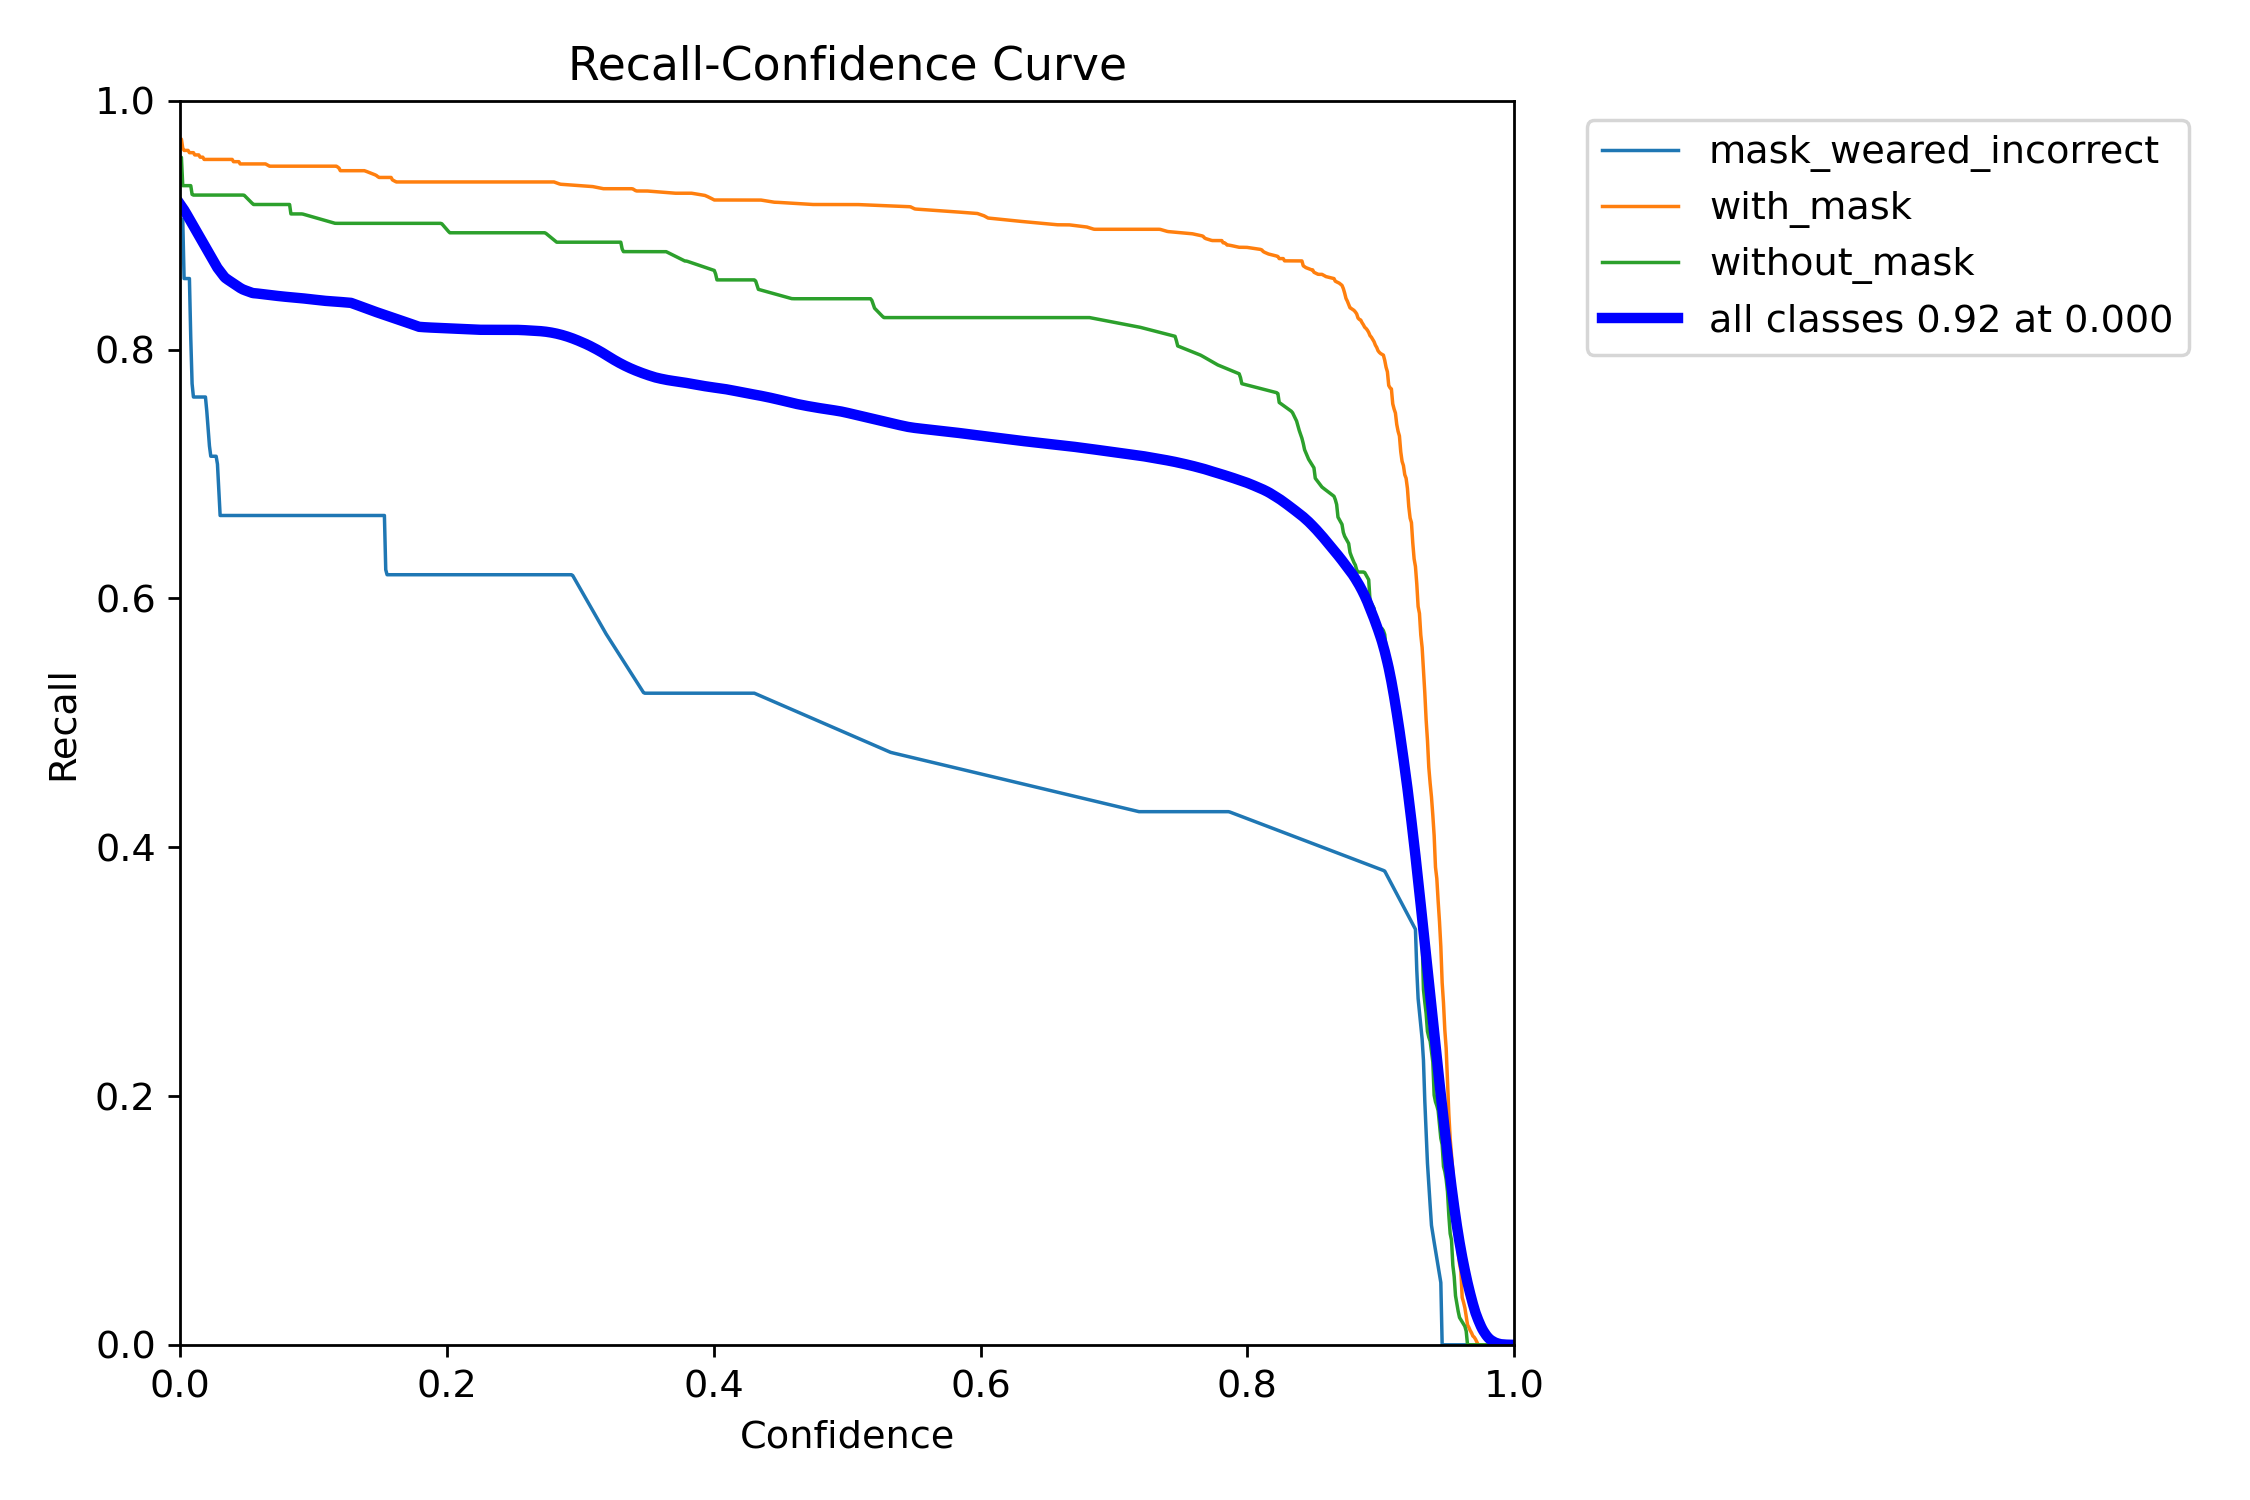 Recall-Confidence Curve
1.0
0.8
0.6
0.4
0.2
0.0
Recall
0.0 0.2 0.4 0.6 0.8 1.0
Confidence
mask_weared_incorrect
with_mask
without_mask
all classes 0.92 at 0.000